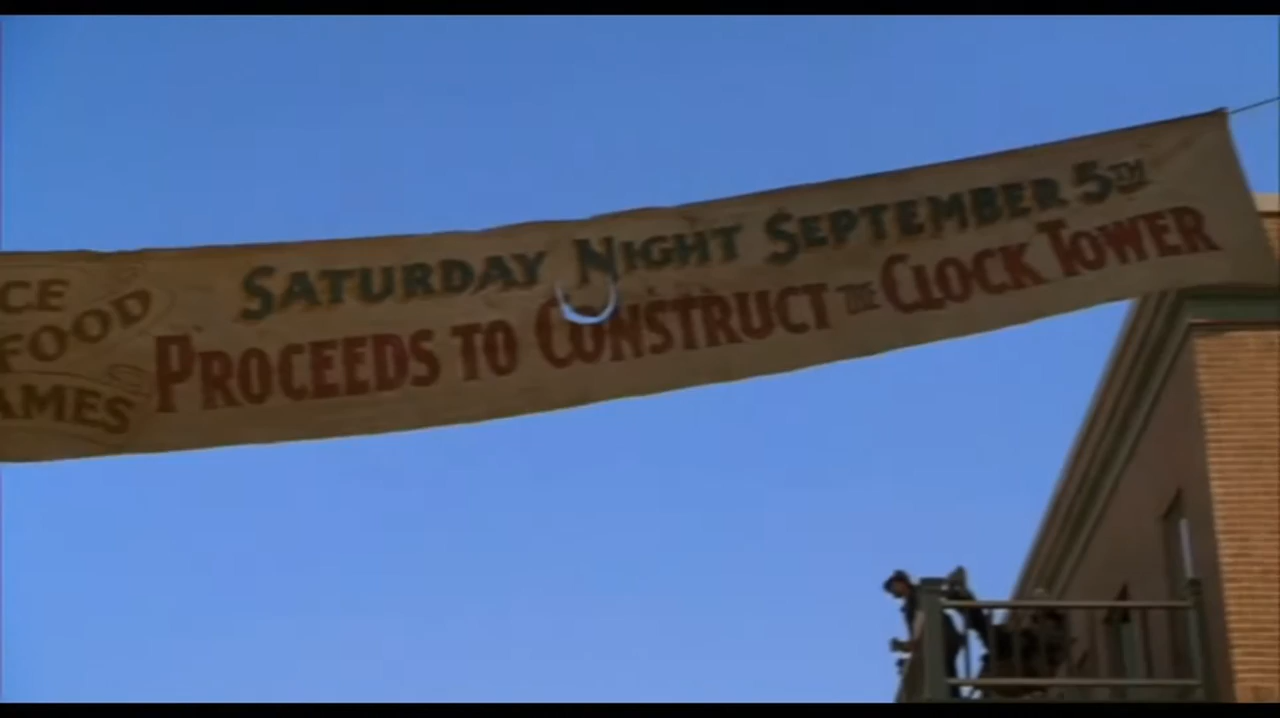 CE
FOOD
AMES
SATURDAY NIGHT SEPTEMBER 5TH
PROCEEDS TO CONSTRUCT THE CLOCK TOWER